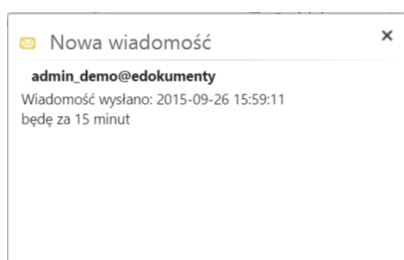 Nowa wiadomość
admin_demo@edokumenty
Wiadomość wysłano: 2015-09-26 15:59:11
będę za 15 minut